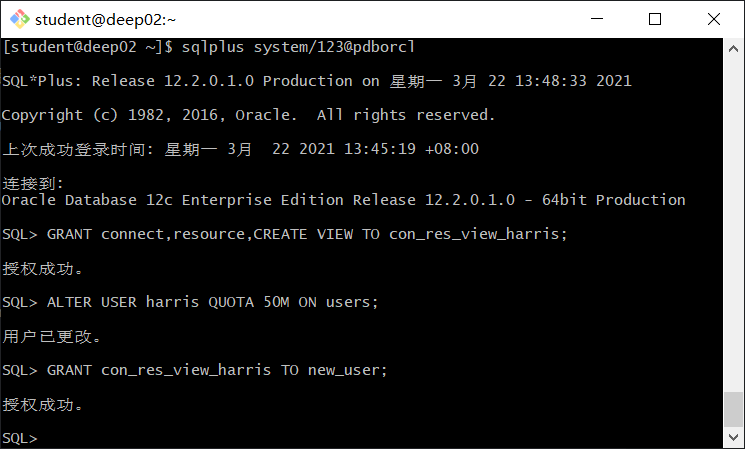 student@deep02:~
[student@deep02 ~]$ sqlplus system/123@pdborcl
SQL*Plus: Release 12.2.0.1.0 Production on 星期一 3月 22 13:48:33 2021
Copyright (c) 1982, 2016, Oracle.  All rights reserved.
上次成功登录时间: 星期一 3月  22 2021 13:45:19 +08:00
连接到:
Oracle Database 12c Enterprise Edition Release 12.2.0.1.0 - 64bit Production
SQL> GRANT connect,resource,CREATE VIEW TO con_res_view_harris;
授权成功。
SQL> ALTER USER harris QUOTA 50M ON users;
用户已更改。
SQL> GRANT con_res_view_harris TO new_user;
授权成功。
SQL>